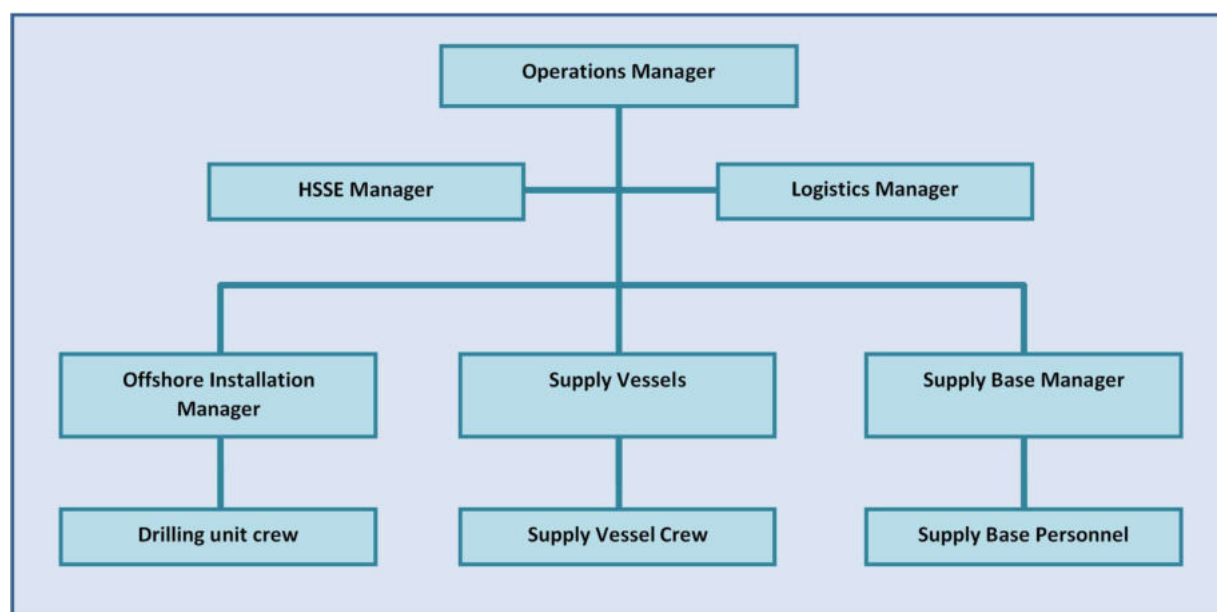 Operations Manager
HSSE Manager
Logistics Manager
Offshore Installation
Manager
Supply Vessels
Supply Base Manager
Drilling unit crew
Supply Vessel Crew
Supply Base Personnel